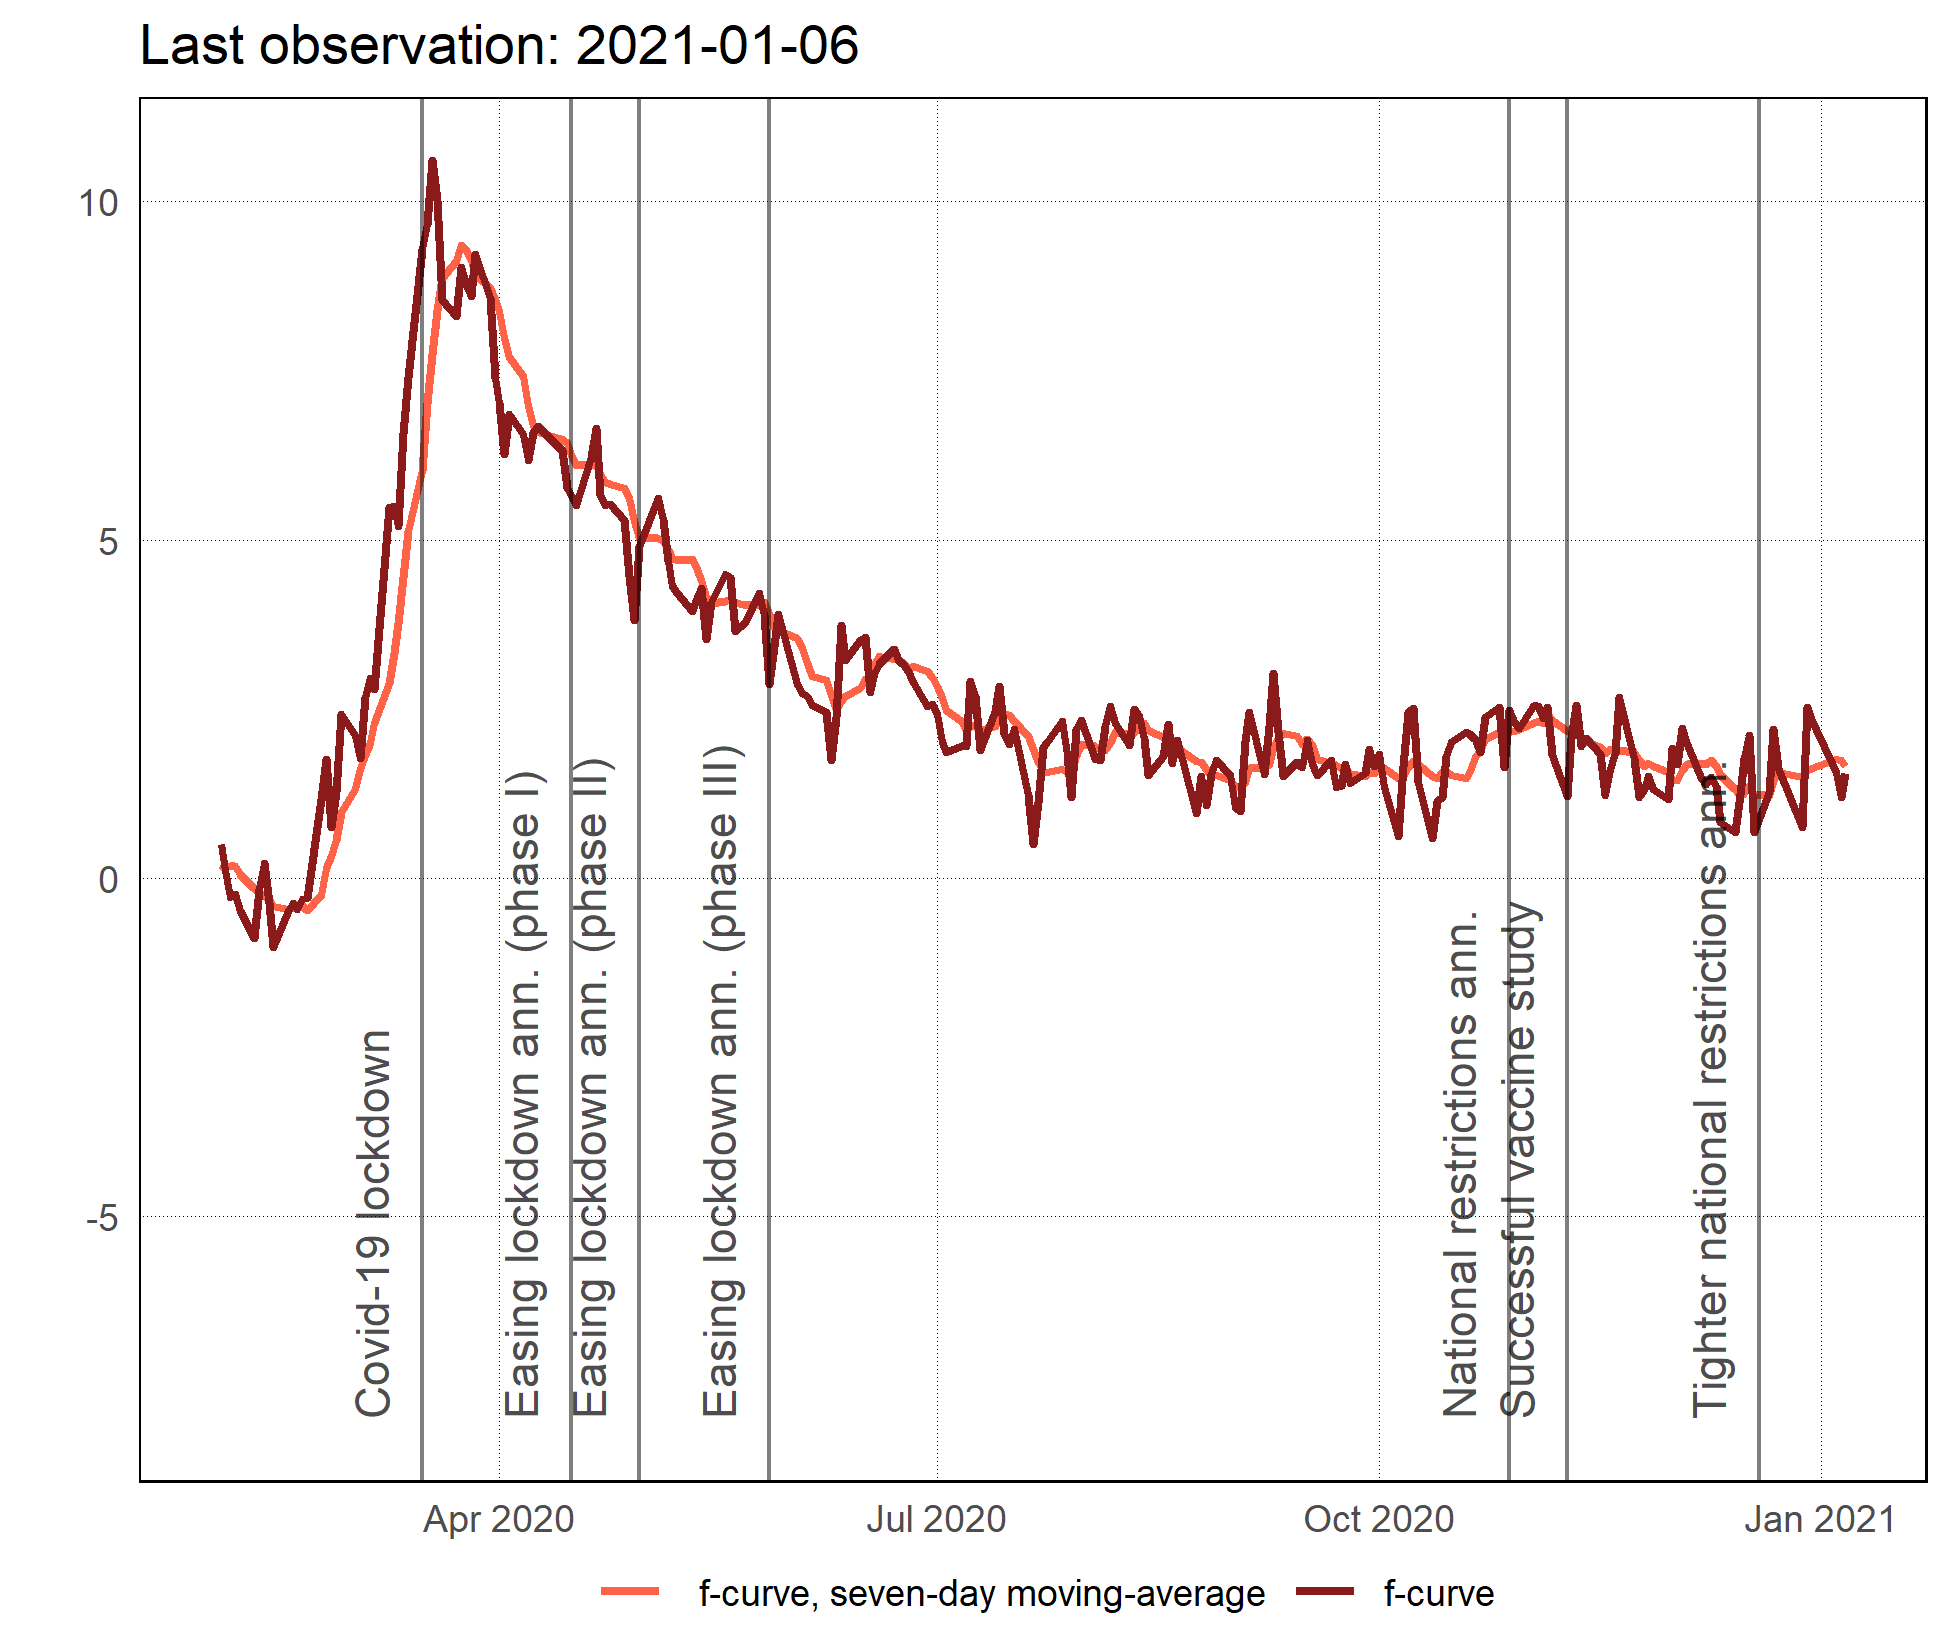 Last observation: 2021-01-06
10
5
0
-5
Covid-19 lockdown
Easing lockdown ann. (phase I)
Easing lockdown ann. (phase II)
Easing lockdown ann. (phase III)
National restrictions ann.
Successful vaccine study
Tighter national restrictions ann.
Apr 2020
Jul 2020
Oct 2020
Jan 2021
f-curve, seven-day moving-average
f-curve